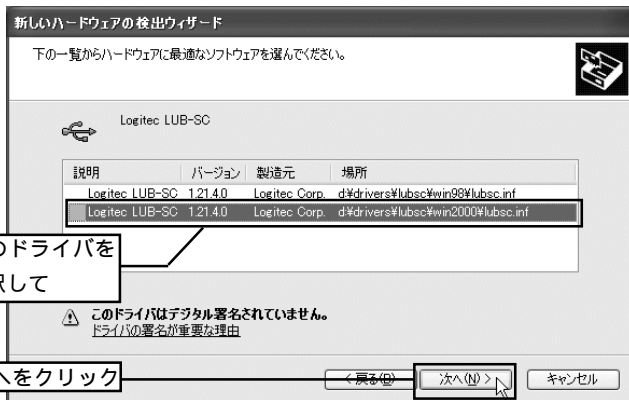 新しいハードウェアの検出ウィザード
下の一覧からハードウェアに最適なソフトウェアを選んでください。
Logitec LUB-SC
説明 バージョン 製造元 場所
Logitec LUB-SC 1.21.4.0 Logitec Corp. d:¥drivers¥lubsc¥win98¥lubsc.inf
Logitec LUB-SC 1.21.4.0 Logitec Corp. d:¥drivers¥lubsc¥win2000¥lubsc.inf
のドライバを
択して
このドライバはデジタル署名されていません。
ドライバの署名が重要な理由
へをクリック
< 戻る(B) 次へ(N) > キャンセル